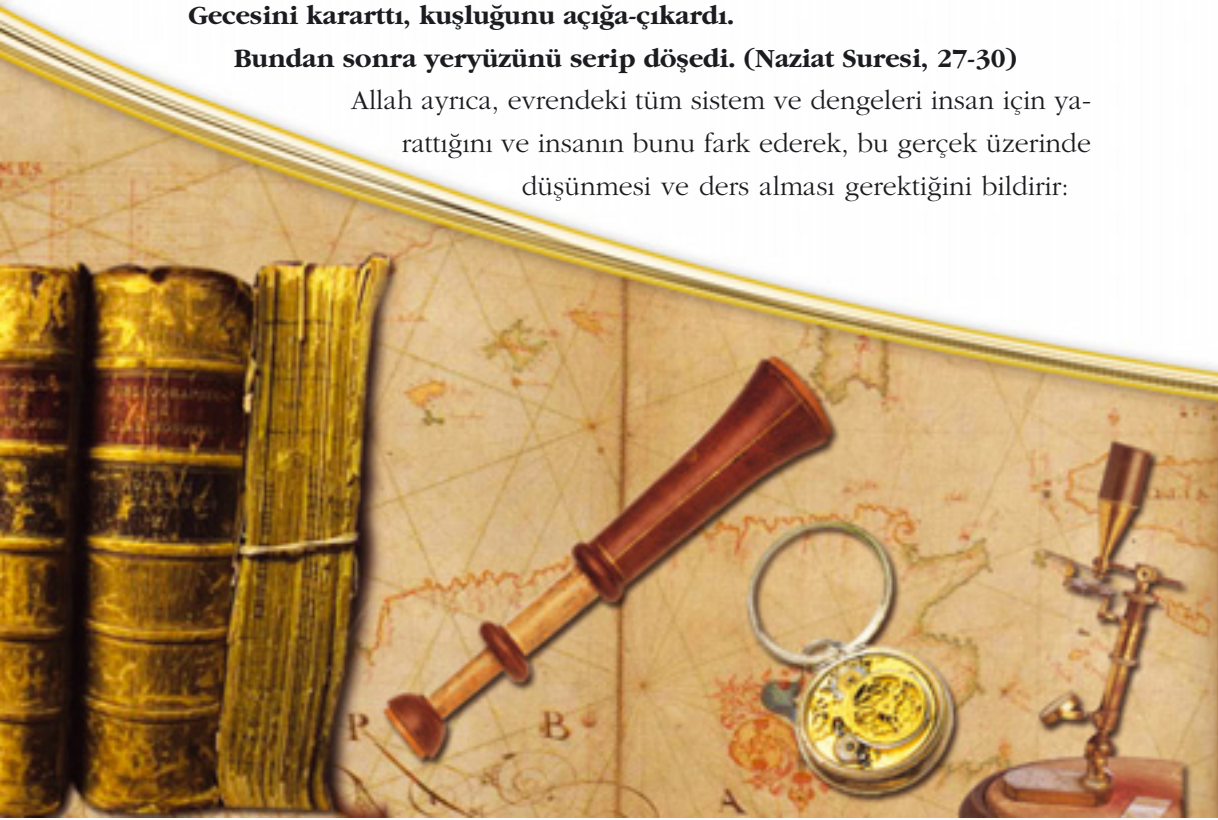 Gecesini kararttı, kuşluğunu açığa-çıkardı.
Bundan sonra yeryüzünü serip döşedi. (Naziat Suresi, 27-30)
Allah ayrıca, evrendeki tüm sistem ve dengeleri insan için ya-
rattığını ve insanın bunu fark ederek, bu gerçek üzerinde
düşünmesi ve ders alması gerektiğini bildirir:
P
B
A